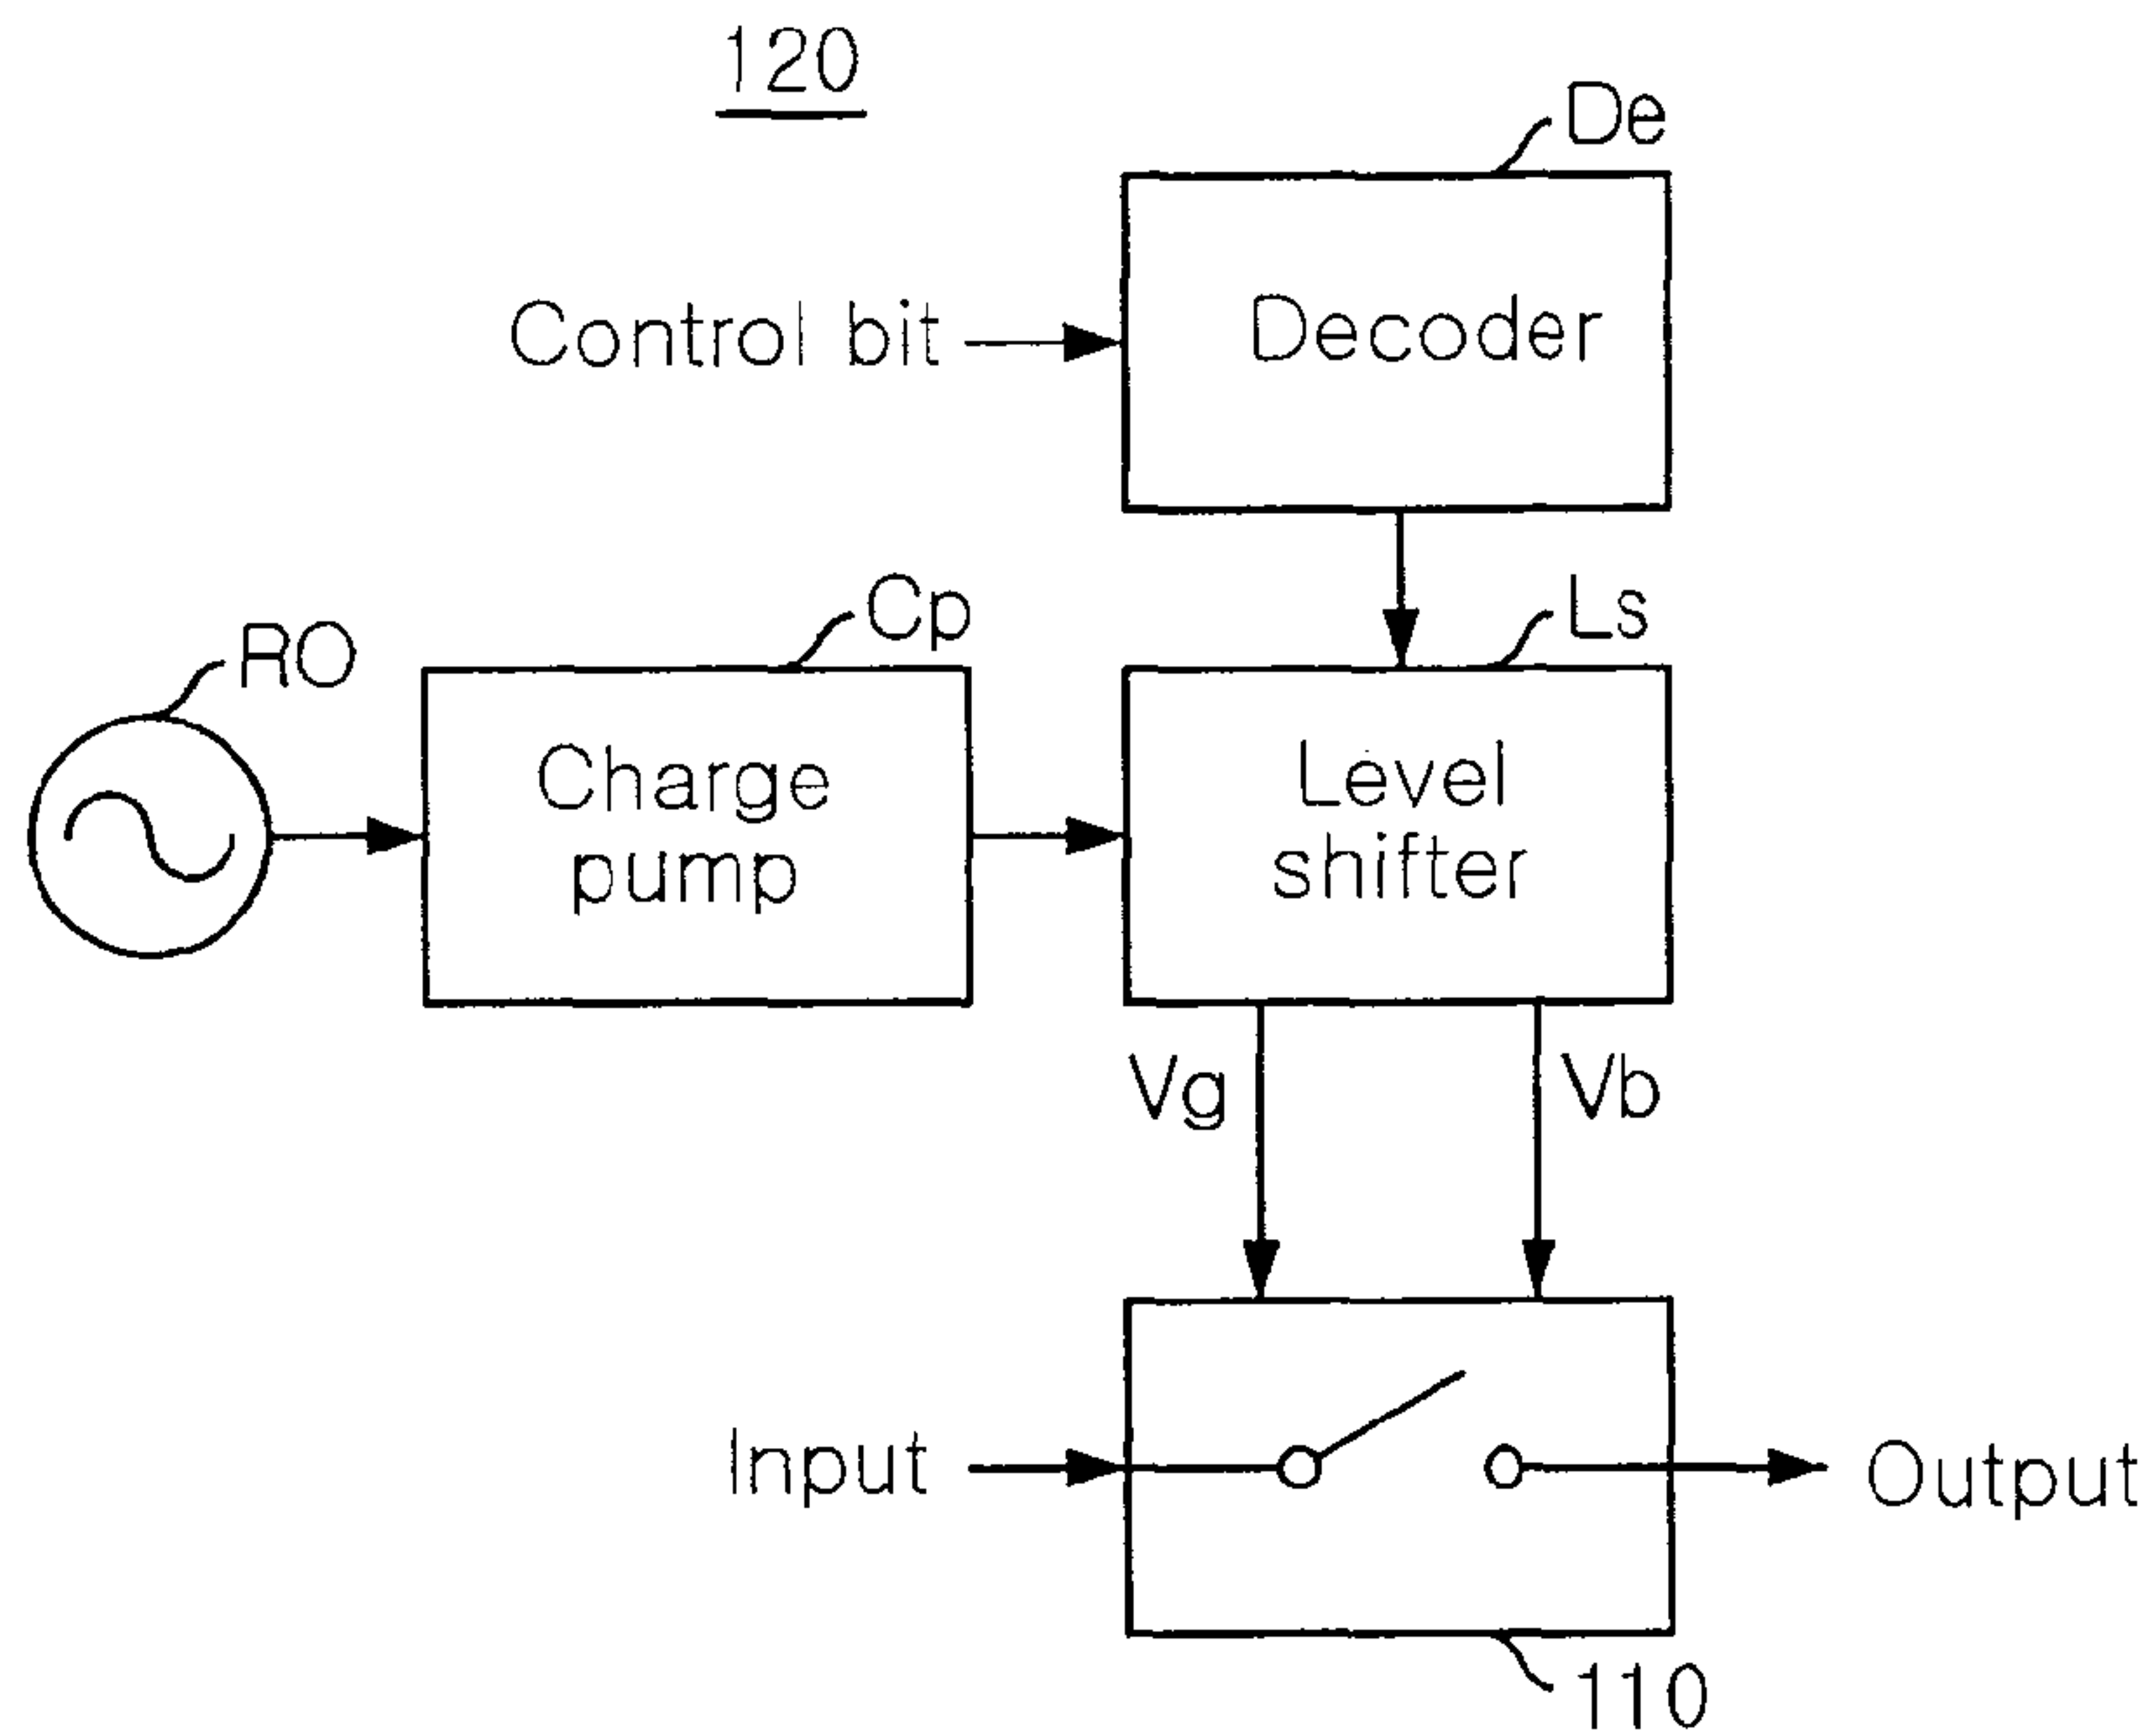 120
De
Control bit
Decoder
Cp
Ls
RO
Charge
pump
Level
shifter
Vg
Vb
Input
Output
110